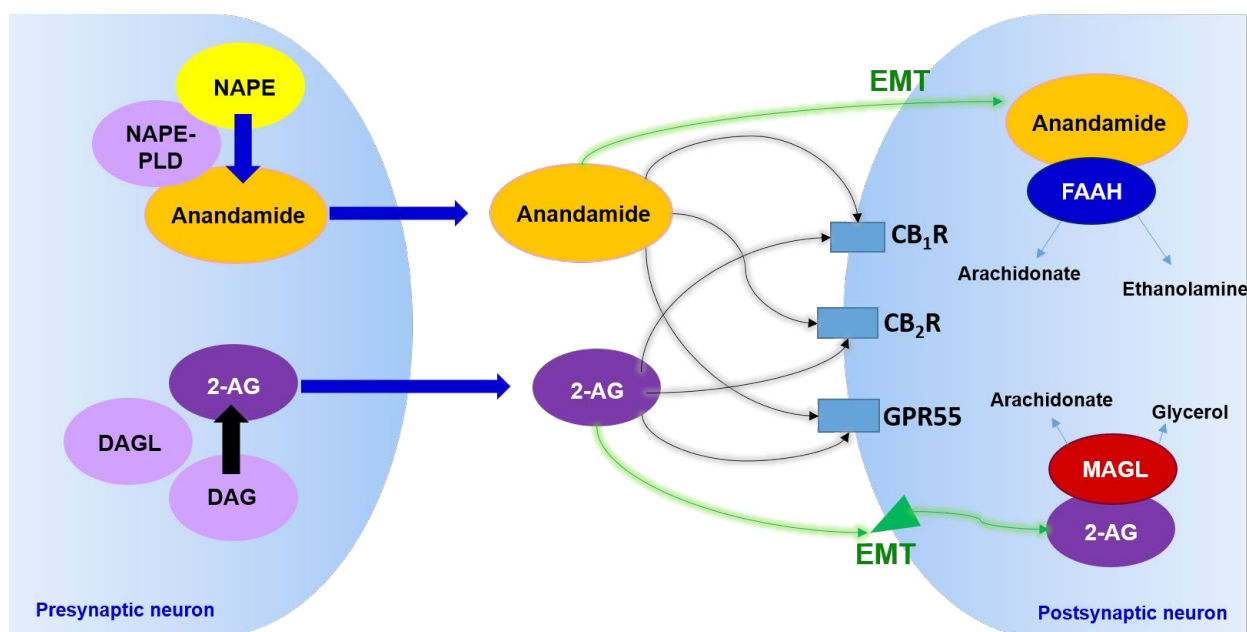 NAPE
NAPE-
PLD
Anandamide
2-AG
DAGL
DAG
Presynaptic neuron
EMT
Anandamide
2-AG
CB₁R
CB₂R
GPR55
EMT
Anandamide
FAAH
Arachidonate
Ethanolamine
Arachidonate
Glycerol
MAGL
2-AG
Postsynaptic neuron